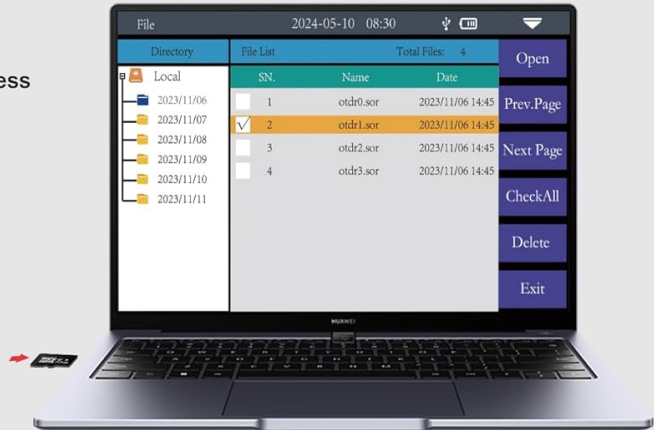 ess
File 2024-05-10 08:30
Directory File List Total Files: 4 Open
Local SN. Name Date
2023/11/06 1 otdr0.sor 2023/11/06 14:45 Prev.Page
2023/11/07 √ 2 otdr1.sor 2023/11/06 14:45
2023/11/08 3 otdr2.sor 2023/11/06 14:45 Next Page
2023/11/09 4 otdr3.sor 2023/11/06 14:45
2023/11/10
2023/11/11 CheckAll
Delete
Exit
HUAWEI